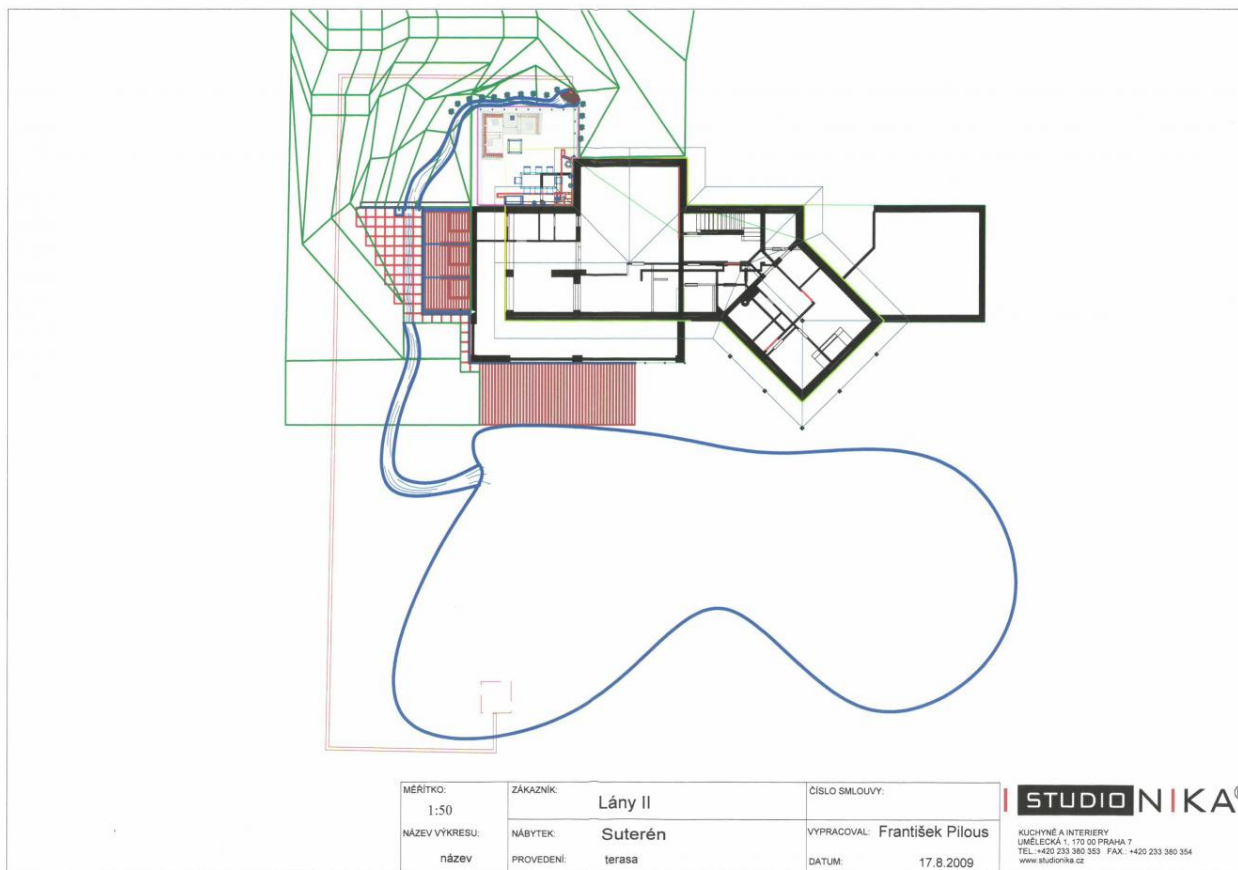 MĚŘÍTKO:
1:50
ZÁKAZNÍK:
Lány II
ČÍSLO SMLOUVY:
NÁZEV VÝKRESU:
název
NÁBYTEK:
Suterén
VYPRACOVAL: František Pilous
PROVEDENÍ:
terasa
DATUM:
17.8.2009
STUDIO NIKA®
KUCHYNĚ A INTERIERY
UMĚLECKÁ 1, 170 00 PRAHA 7
TEL.:+420 233 380 353 FAX.: +420 233 380 354
www.studionika.cz